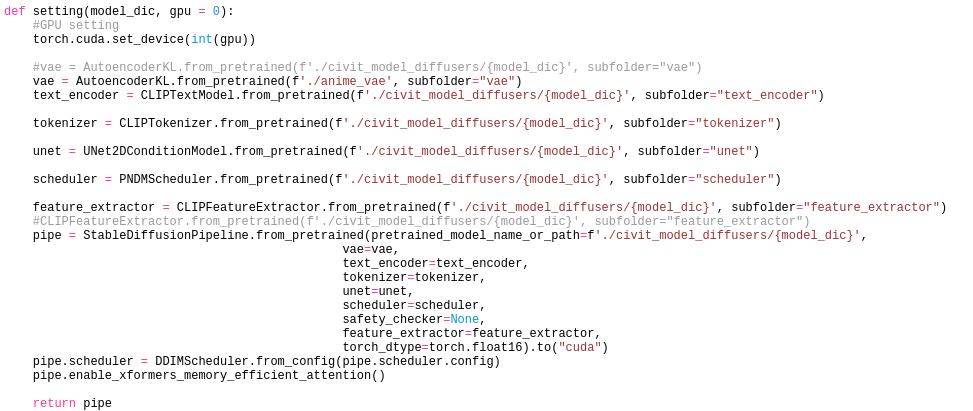 def setting(model_dic, gpu = 0):
    #GPU setting
    torch.cuda.set_device(int(gpu))

    #vae = AutoencoderKL.from_pretrained(f'./civit_model_diffusers/{model_dic}', subfolder="vae")
    vae = AutoencoderKL.from_pretrained(f'./anime_vae', subfolder="vae")
    text_encoder = CLIPTextModel.from_pretrained(f'./civit_model_diffusers/{model_dic}', subfolder="text_encoder")

    tokenizer = CLIPTokenizer.from_pretrained(f'./civit_model_diffusers/{model_dic}', subfolder="tokenizer")

    unet = UNet2DConditionModel.from_pretrained(f'./civit_model_diffusers/{model_dic}', subfolder="unet")

    scheduler = PNDMScheduler.from_pretrained(f'./civit_model_diffusers/{model_dic}', subfolder="scheduler")

    feature_extractor = CLIPFeatureExtractor.from_pretrained(f'./civit_model_diffusers/{model_dic}', subfolder="feature_extractor")
    #CLIPFeatureExtractor.from_pretrained(f'./civit_model_diffusers/{model_dic}', subfolder="feature_extractor")
    pipe = StableDiffusionPipeline.from_pretrained(pretrained_model_name_or_path=f'./civit_model_diffusers/{model_dic}',
                                               vae=vae,
                                               text_encoder=text_encoder,
                                               tokenizer=tokenizer,
                                               unet=unet,
                                               scheduler=scheduler,
                                               safety_checker=None,
                                               feature_extractor=feature_extractor,
                                               torch_dtype=torch.float16).to("cuda")
    pipe.scheduler = DDIMScheduler.from_config(pipe.scheduler.config)
    pipe.enable_xformers_memory_efficient_attention()

    return pipe